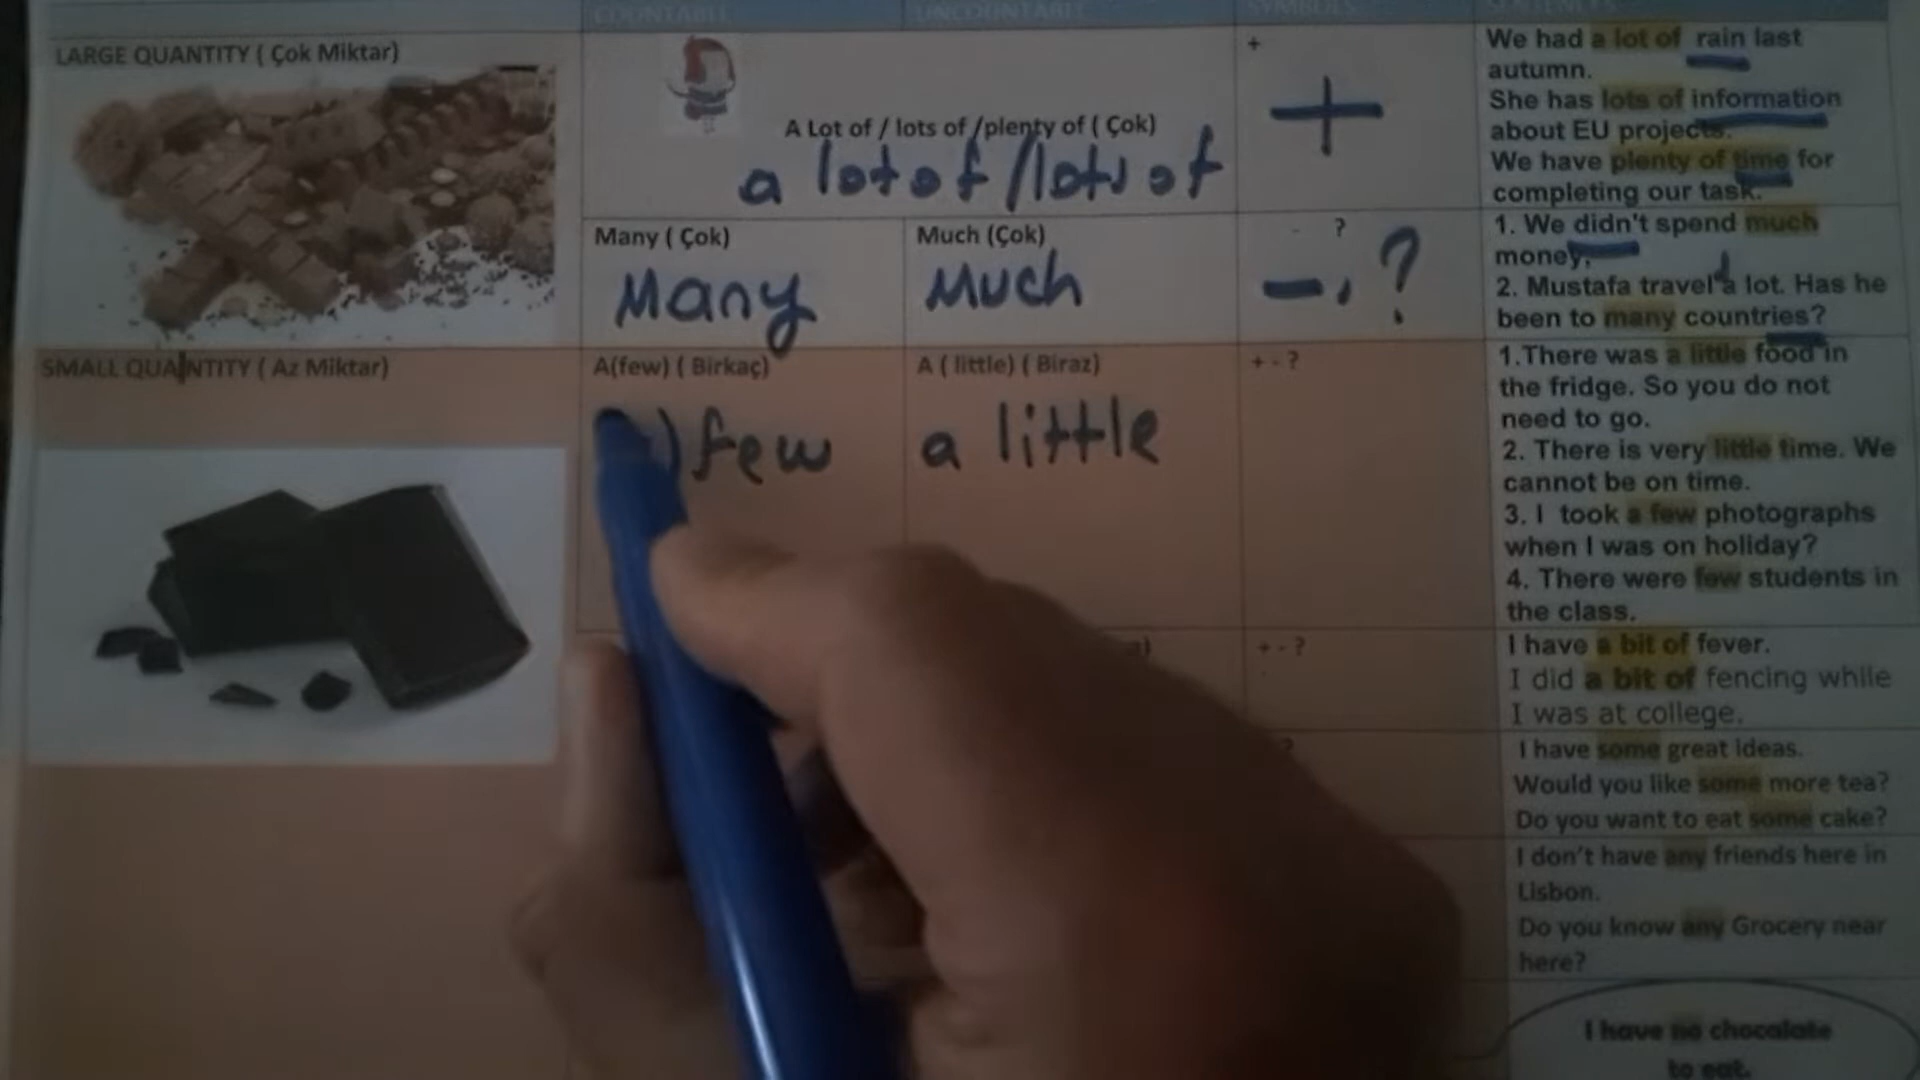 COUNTABLE UNCOUNTABLE SYMBOLS SENTENCES
LARGE QUANTITY ( Çok Miktar)
A Lot of / lots of /plenty of ( Çok)
a lot of /lots of
+
+
We had a lot of rain last
autumn.
She has lots of information
about EU projects.
We have plenty of time for
completing our task.
Many ( Çok)
Many
Much (Çok)
Much
- ?
-, ?
1. We didn't spend much
money.
2. Mustafa travel a lot. Has he
been to many countries?
SMALL QUANTITY ( Az Miktar)
A(few) ( Birkaç)
) few
A ( little) ( Biraz)
a little
+ - ?
1.There was a little food in
the fridge. So you do not
need to go.
2. There is very little time. We
cannot be on time.
3. I took a few photographs
when I was on holiday?
4. There were few students in
the class.
+ - ?
I have a bit of fever.
I did a bit of fencing while
I was at college.
?
I have some great ideas.
Would you like some more tea?
Do you want to eat some cake?
I don't have any friends here in
Lisbon.
Do you know any Grocery near
here?
I have no chocalate
to eat.